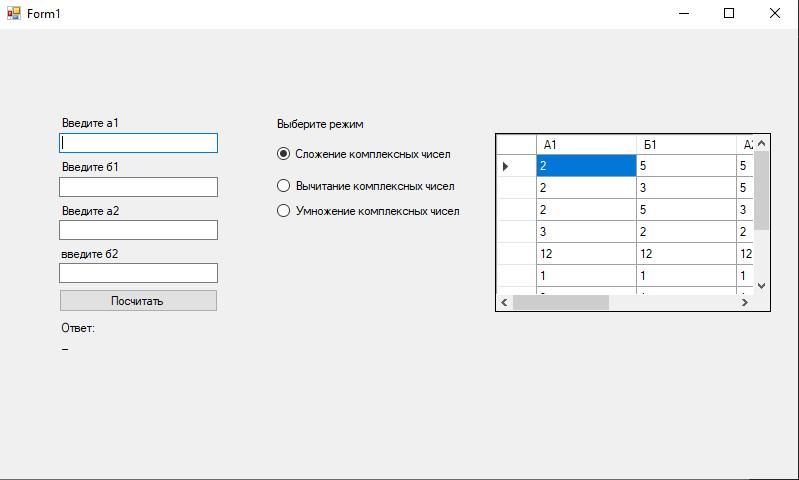 Form1
Введите а1
Введите б1
Введите а2
введите б2
Посчитать
Ответ:
_
Выберите режим
Сложение комплексных чисел
Вычитание комплексных чисел
Умножение комплексных чисел
А1 Б1
2 5 5
2 3 5
2 5 3
3 2 2
12 12 12
1 1 1